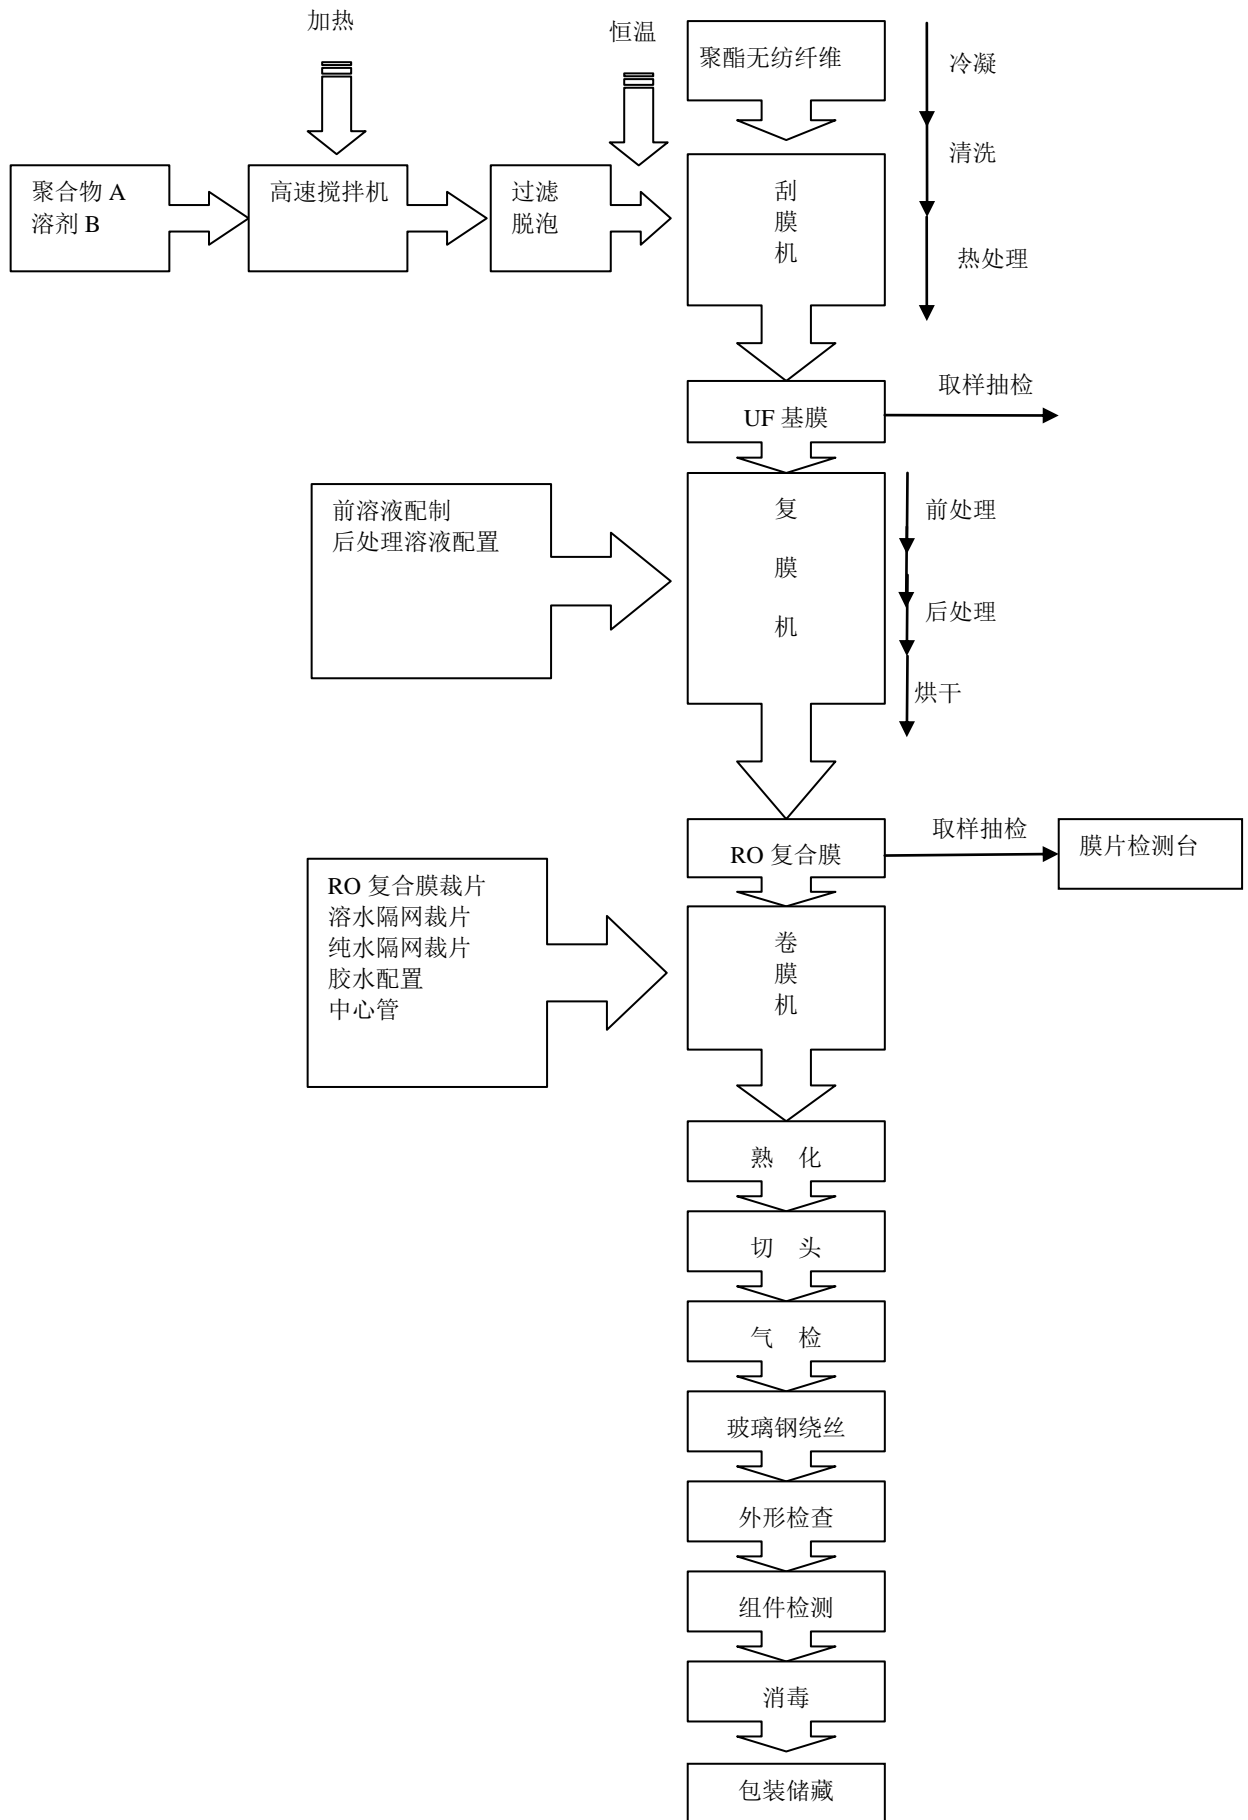 加热
恒温
聚酯无纺纤维
冷凝
清洗
热处理
聚合物 A
溶剂 B
高速搅拌机
过滤
脱泡
刮
膜
机
UF 基膜
取样抽检
前溶液配制
后处理溶液配置
复
膜
机
前处理
后处理
烘干
RO 复合膜
取样抽检
膜片检测台
RO 复合膜裁片
溶水隔网裁片
纯水隔网裁片
胶水配置
中心管
卷
膜
机
熟 化
切 头
气 检
玻璃钢绕丝
外形检查
组件检测
消毒
包装储藏